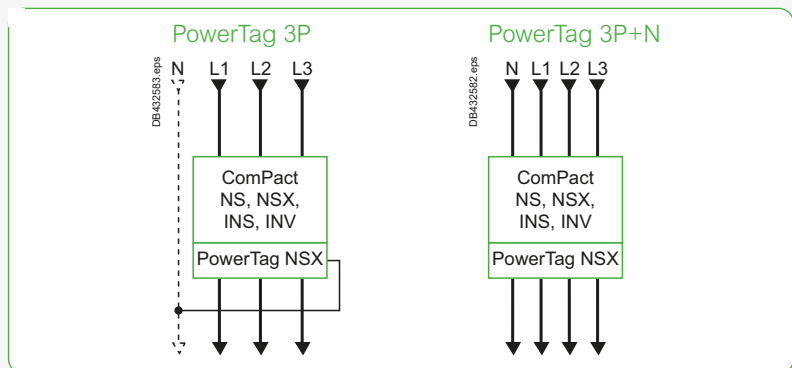 PowerTag 3P
DB432583.eps
N L1 L2 L3
ComPact
NS, NSX,
INS, INV
PowerTag NSX
PowerTag 3P+N
DB432582.eps
N L1 L2 L3
ComPact
NS, NSX,
INS, INV
PowerTag NSX